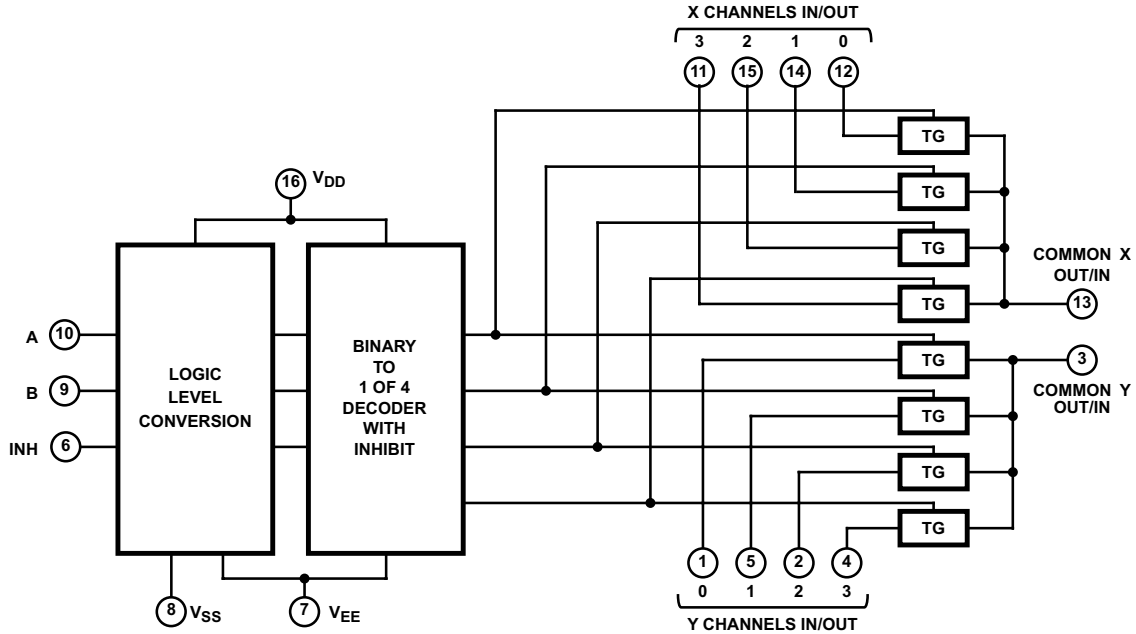 X CHANNELS IN/OUT
3 2 1 0
11 15 14 12
TG
TG
16 VDD
TG
COMMON X
OUT/IN
TG
13
A 10
TG
3
COMMON Y
OUT/IN
LOGIC
LEVEL
CONVERSION
BINARY
TO
1 OF 4
DECODER
WITH
INHIBIT
B 9
TG
INH 6
TG
TG
1 5 2 4
0 1 2 3
8 VSS
7 VEE
Y CHANNELS IN/OUT